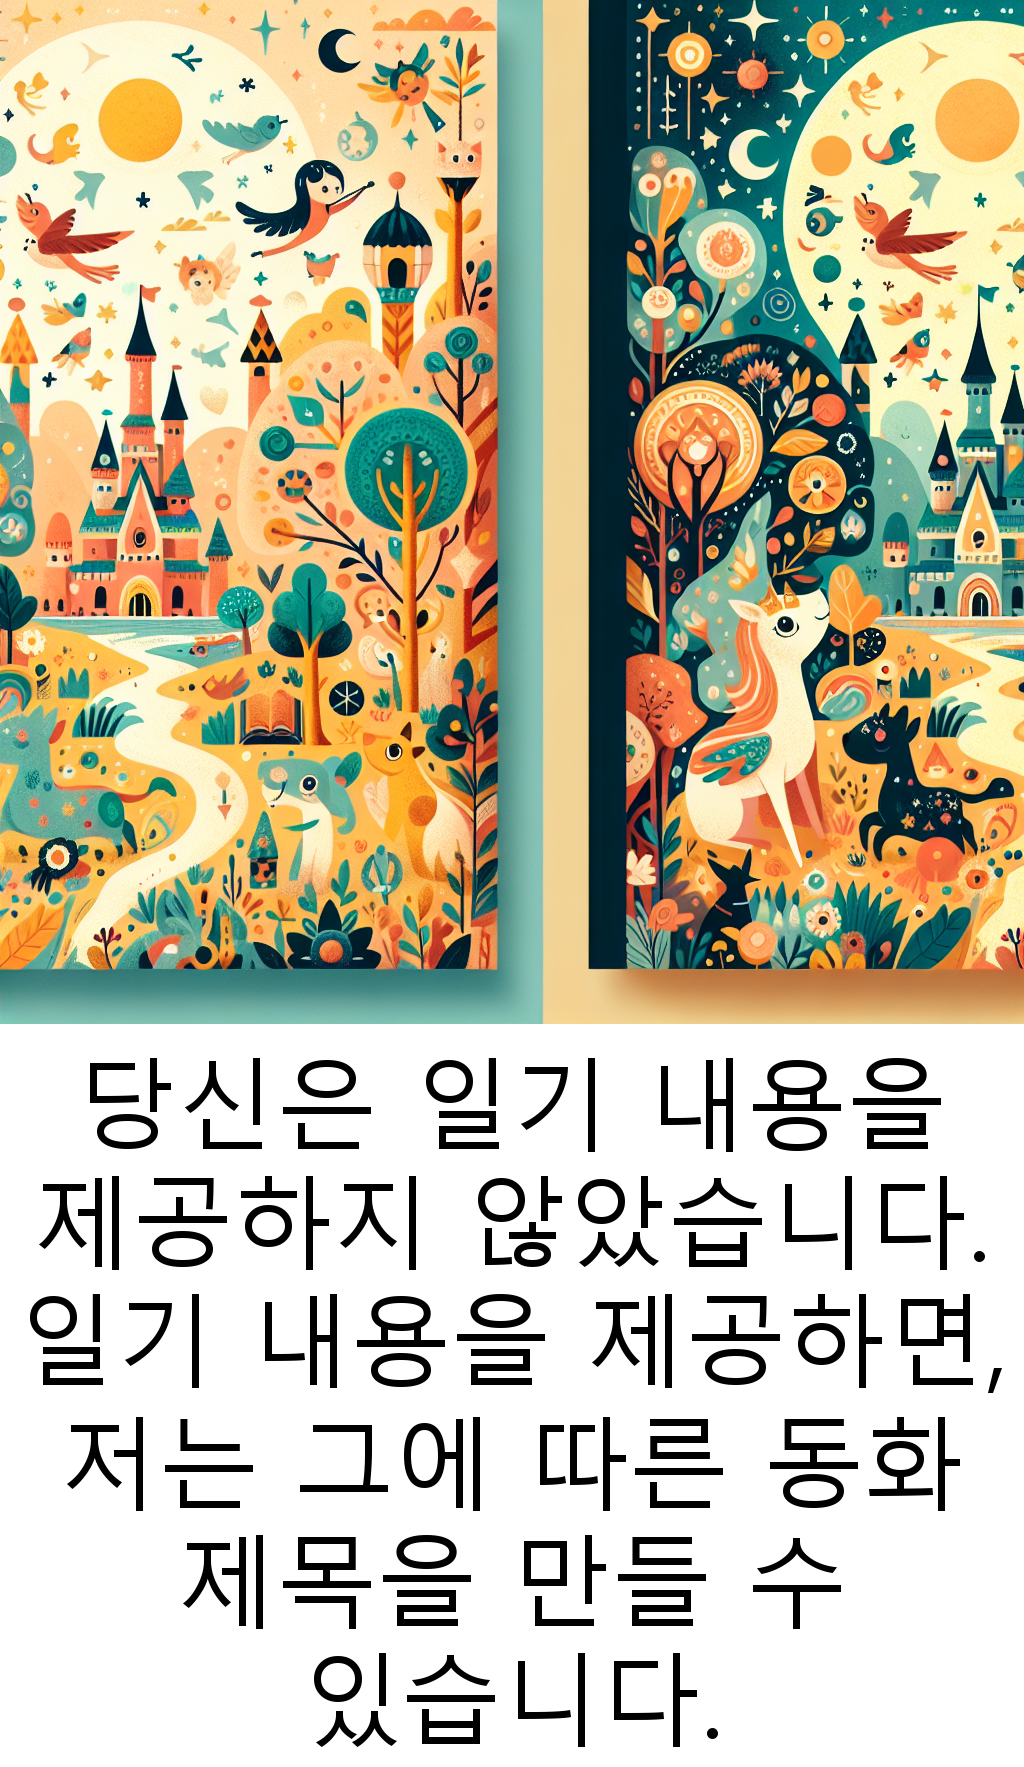 당신은 일기 내용을
제공하지 않았습니다.
일기 내용을 제공하면,
저는 그에 따른 동화
제목을 만들 수
있습니다.